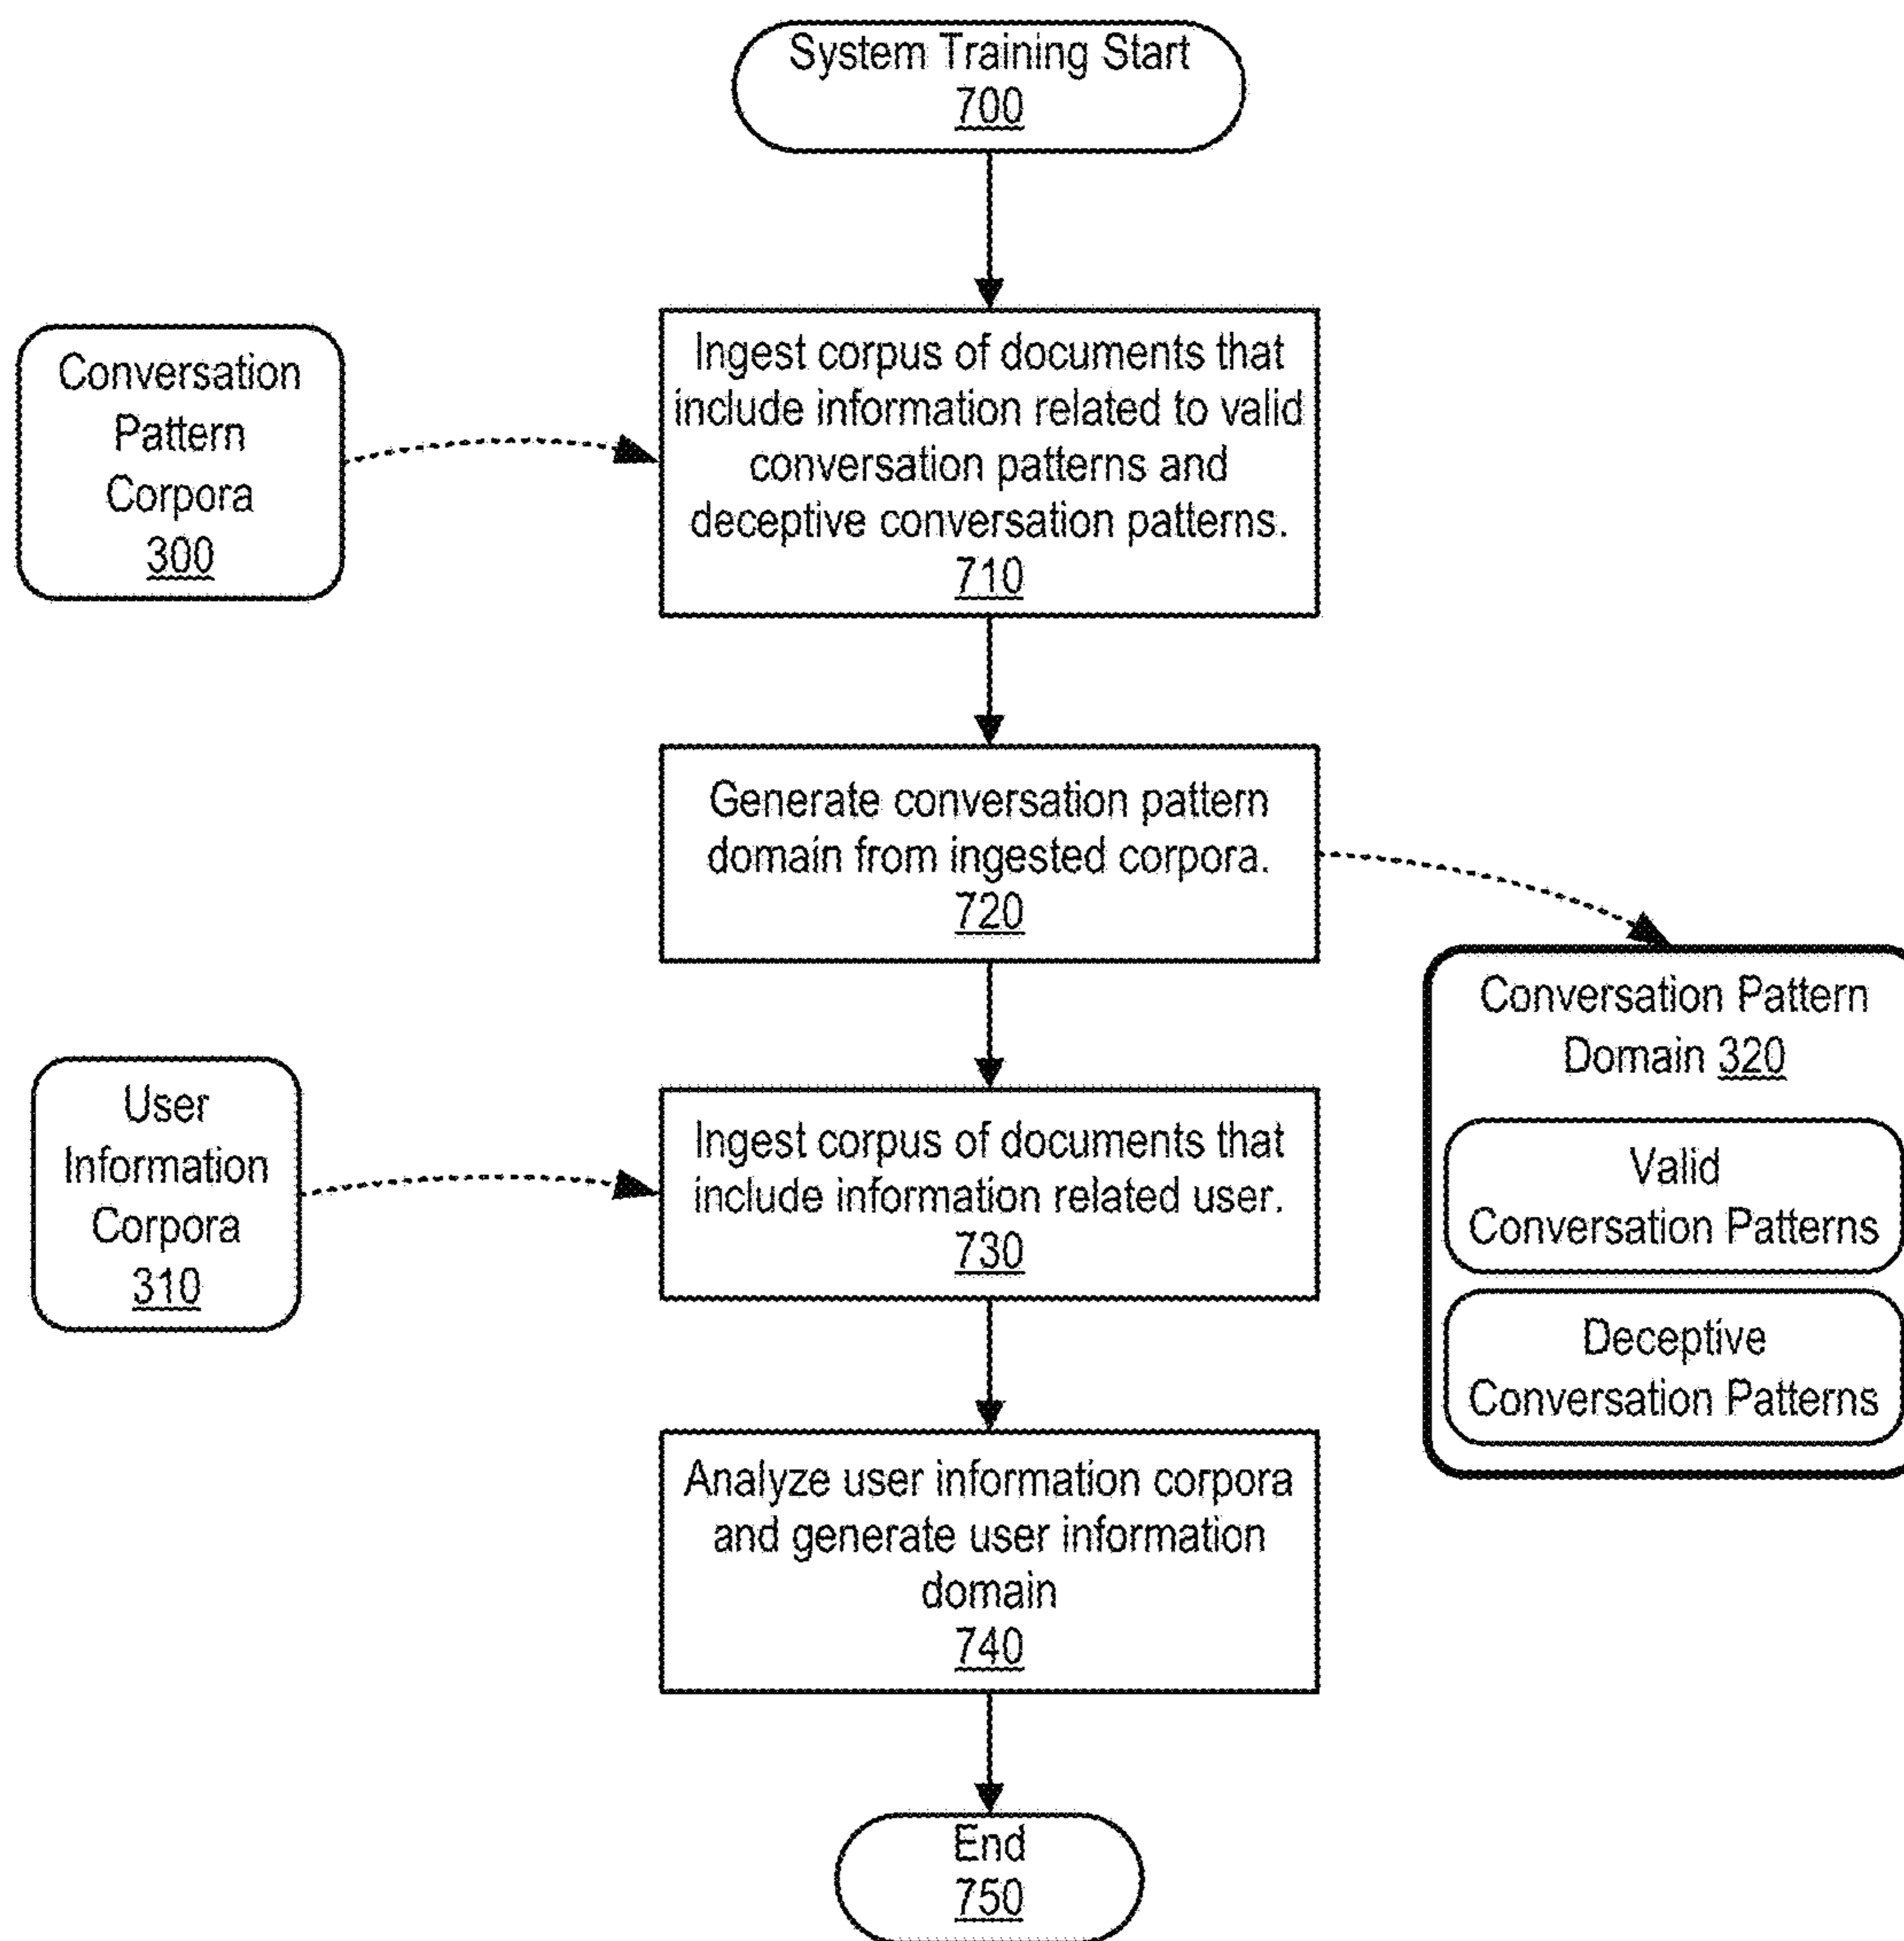 System Training Start
700
Conversation
Pattern
Corpora
300
Ingest corpus of documents that
include information related to valid
conversation patterns and
deceptive conversation patterns.
710
Generate conversation pattern
domain from ingested corpora.
720
Conversation Pattern
Domain 320
Valid
Conversation Patterns
Deceptive
Conversation Patterns
User
Information
Corpora
310
Ingest corpus of documents that
include information related user.
730
Analyze user information corpora
and generate user information
domain
740
End
750